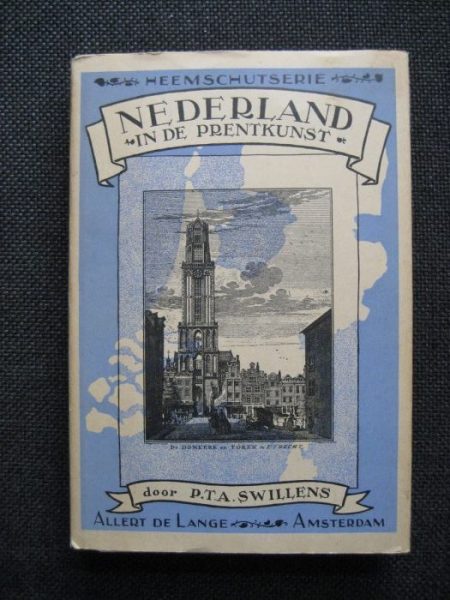 HEEMSCHUTSERIE
NEDERLAND
IN DE PRENTKUNST
De DOMKERK en TOREN te UTRECHT
door P.T.A. SWILLENS
ALLERT DE LANGE AMSTERDAM